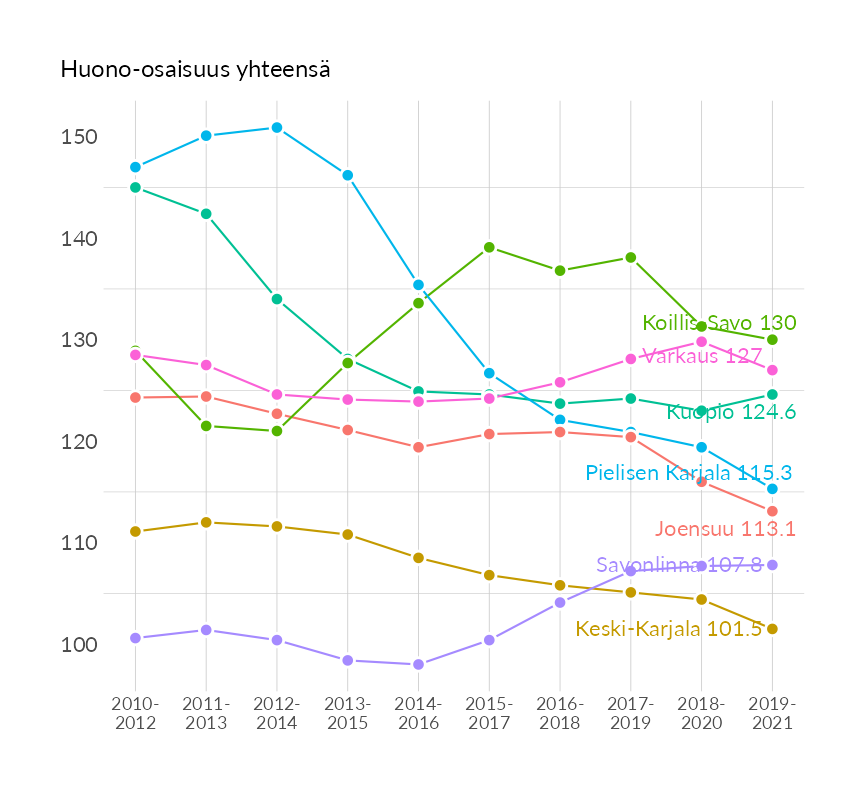 Huono-osaisuus yhteensä
150
140
130
120
110
100
Koillis-Savo 130
Varkaus 127
Kuopio 124.6
Pielisen Karjala 115.3
Joensuu 113.1
Savonlinna 107.8
Keski-Karjala 101.5
2010- 2011- 2012- 2013- 2014- 2015- 2016- 2017- 2018- 2019-
2012 2013 2014 2015 2016 2017 2018 2019 2020 2021